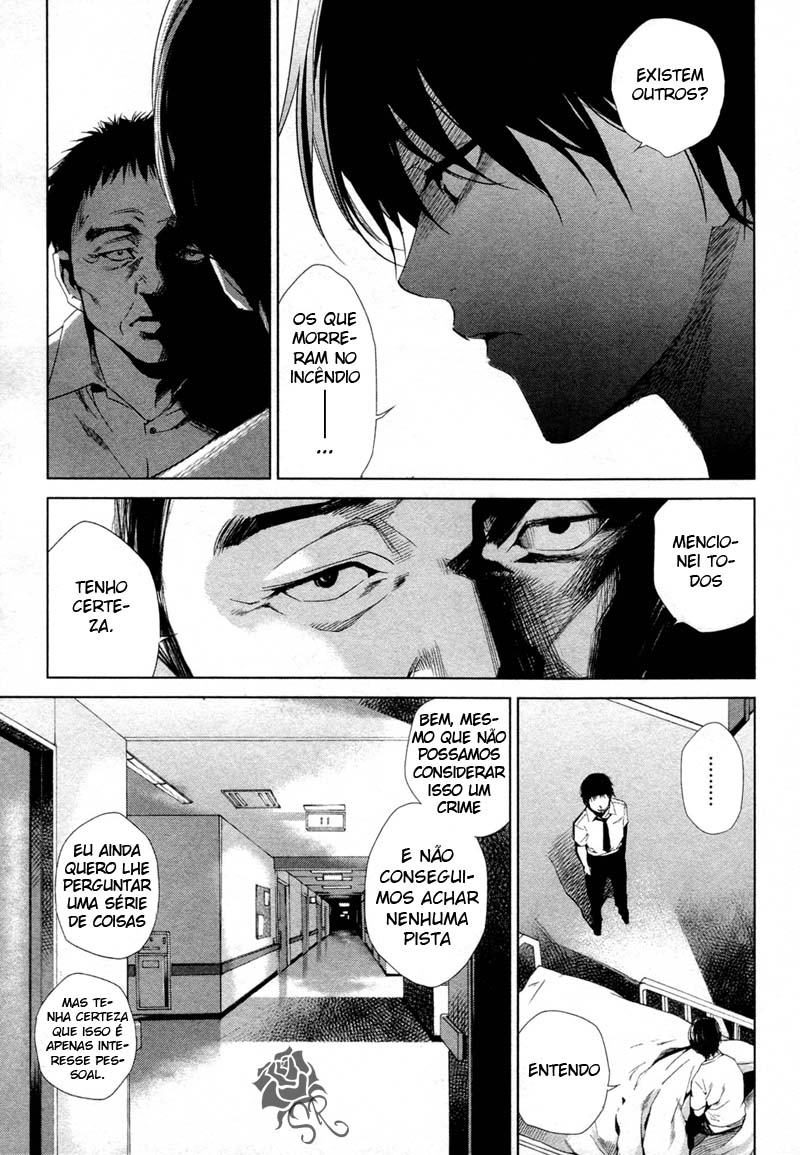 EXISTEM
OUTROS?
OS QUE
MORRE-
RAM NO
INCÊNDIO
...
MENCIO-
NEI TO-
DOS
TENHO
CERTE-
ZA.
.........
ENTENDO
BEM, MES-
MO QUE NÃO
POSSAMOS
CONSIDERAR
ISSO UM
CRIME
E NÃO
CONSEGUI-
MOS ACHAR
NENHUMA
PISTA
EU AINDA
QUERO LHE
PERGUNTAR
UMA SÉRIE
DE COISAS
MAS TE-
NHA CERTEZA
QUE ISSO É
APENAS INTE-
RESSE PES-
SOAL.
SR